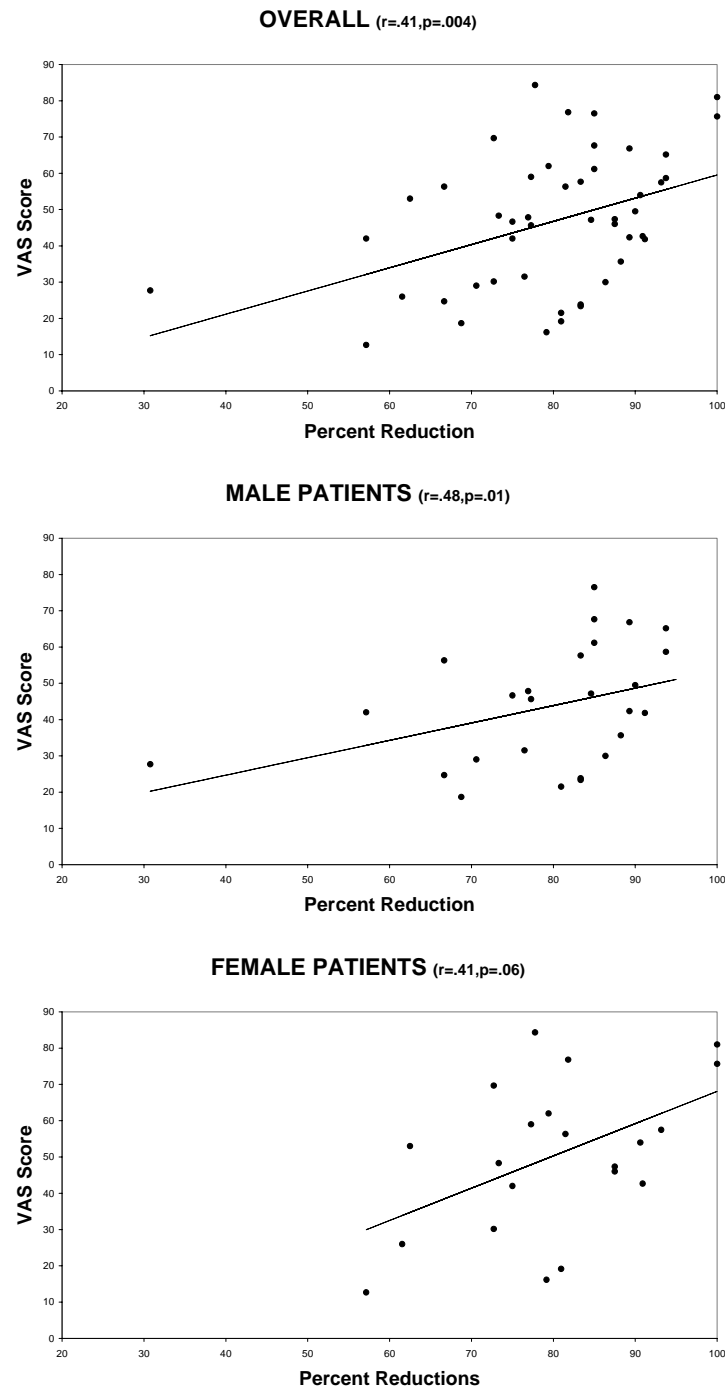 OVERALL (r=.41,p=.004)
90
80
70
60
50
40
30
20
10
0
VAS Score
20 30 40 50 60 70 80 90 100
Percent Reduction
MALE PATIENTS (r=.48,p=.01)
90
80
70
60
50
40
30
20
10
0
VAS Score
20 30 40 50 60 70 80 90 100
Percent Reduction
FEMALE PATIENTS (r=.41,p=.06)
90
80
70
60
50
40
30
20
10
0
VAS Score
20 30 40 50 60 70 80 90 100
Percent Reductions